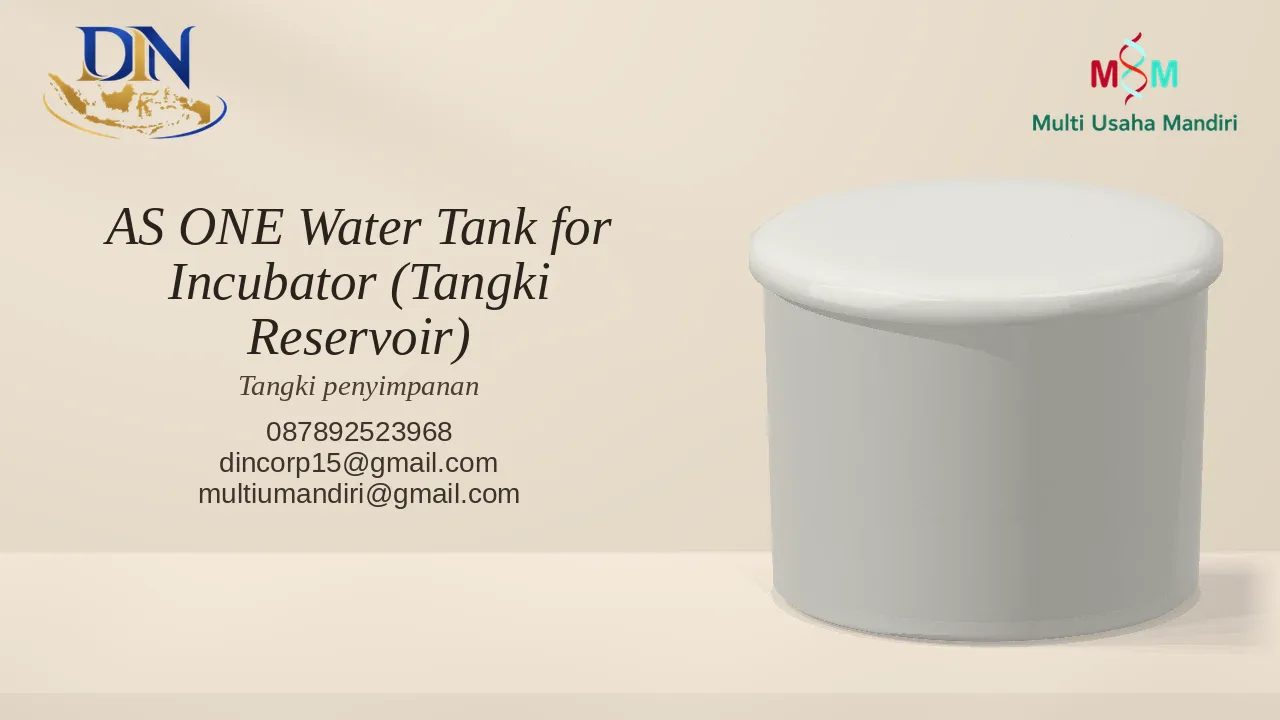 DIN
MSM
Multi Usaha Mandiri
AS ONE Water Tank for
Incubator (Tangki
Reservoir)
Tangki penyimpanan
087892523968
dincorp15@gmail.com
multiumandiri@gmail.com